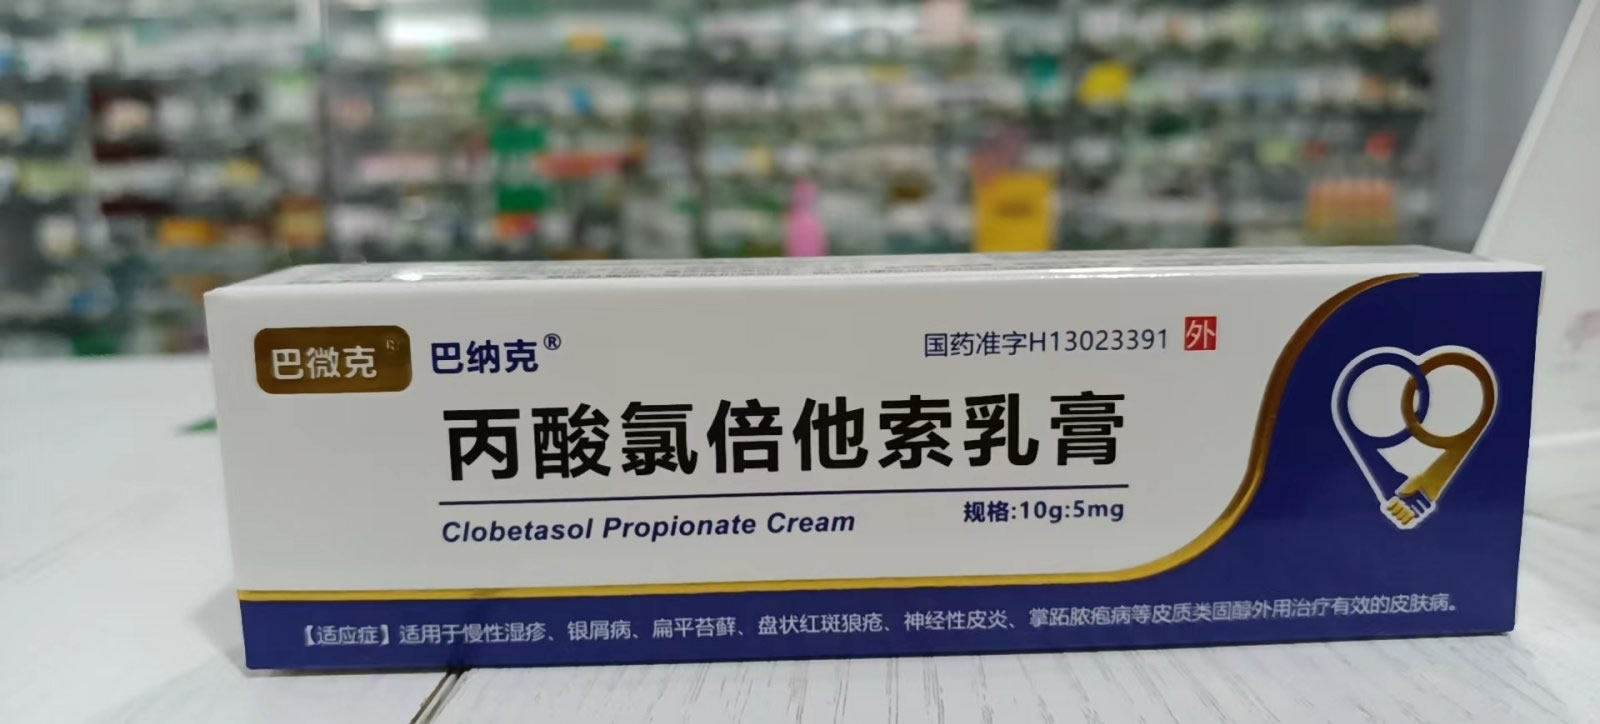 巴微克
巴纳克®
国药准字H13023391 外
丙酸氯倍他索乳膏
Clobetasol Propionate Cream
规格:10g:5mg
【适应症】适用于慢性湿疹、银屑病、扁平苔藓、盘状红斑狼疮、神经性皮炎、掌跖脓疱病等皮质类固醇外用治疗有效的皮肤病。